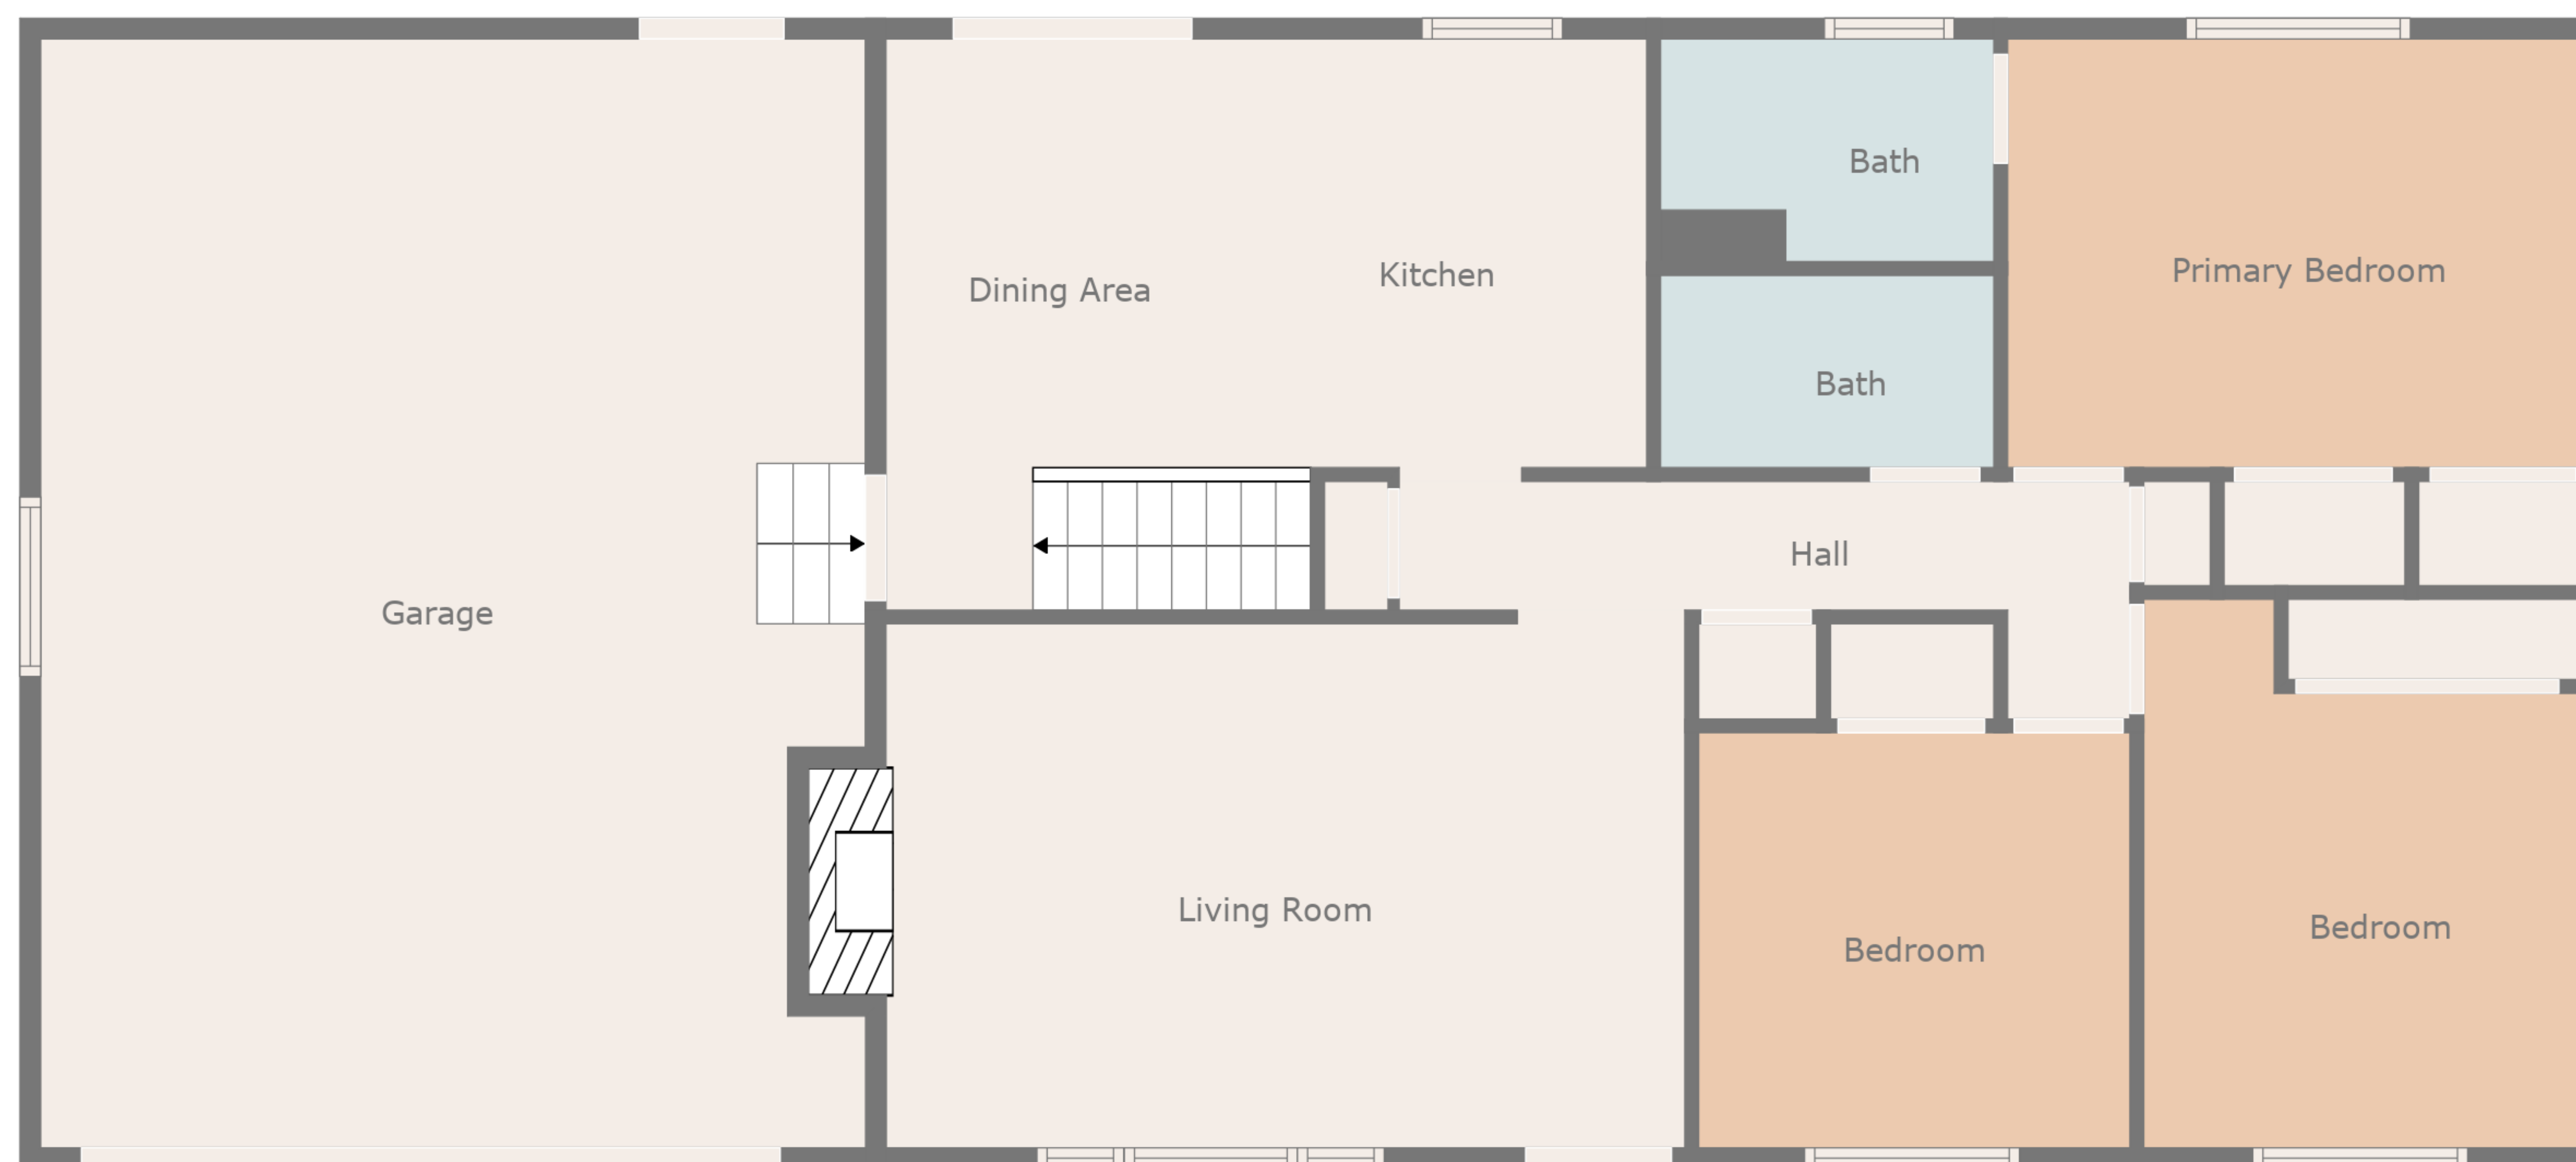 Bath
Primary Bedroom
Kitchen
Dining Area
Bath
Hall
Garage
Living Room
Bedroom
Bedroom